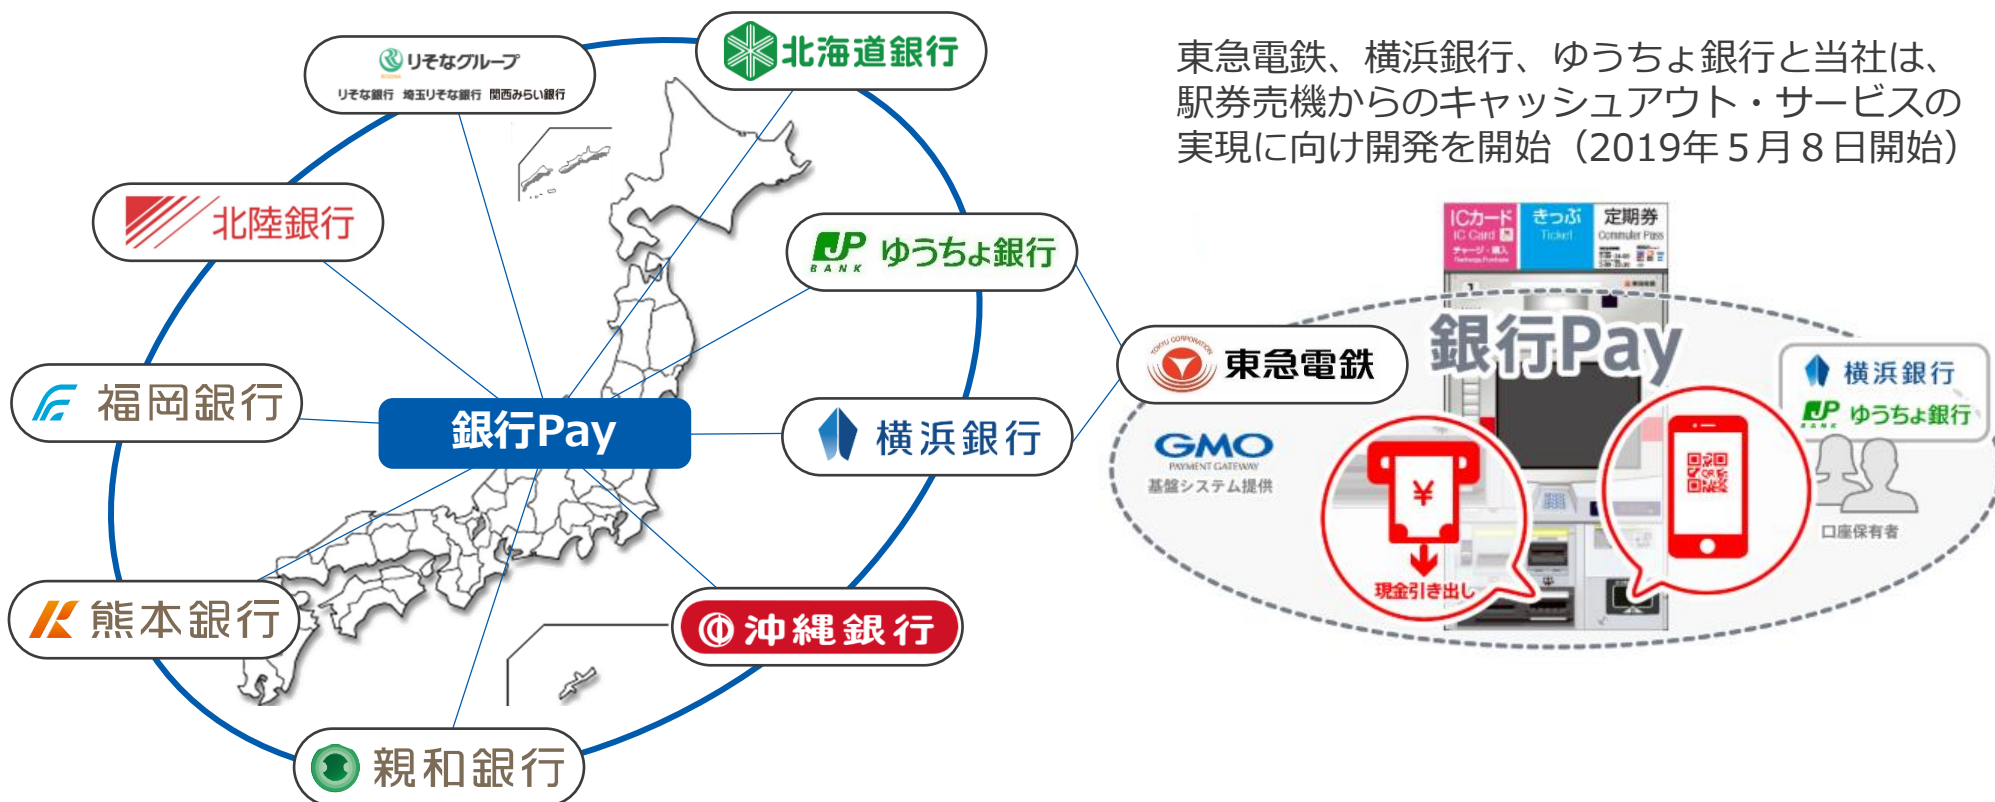 りそなグループ
RESONA
りそな銀行 埼玉りそな銀行 関西みらい銀行
北海道銀行
北陸銀行
JP
BANK
ゆうちょ銀行
福岡銀行
銀行Pay
横浜銀行
熊本銀行
沖縄銀行
親和銀行
東急電鉄、横浜銀行、ゆうちょ銀行と当社は、
駅券売機からのキャッシュアウト・サービスの
実現に向け開発を開始（2019年５月８日開始）
ICカード
IC Card
チャージ・購入
きっぷ
Ticket
定期券
Commuter Pass
TOKYU CORPORATION
東急電鉄
銀行Pay
GMO
PAYMENT GATEWAY
基盤システム提供
¥
現金引き出し
横浜銀行
JP
BANK
ゆうちょ銀行
口座保有者